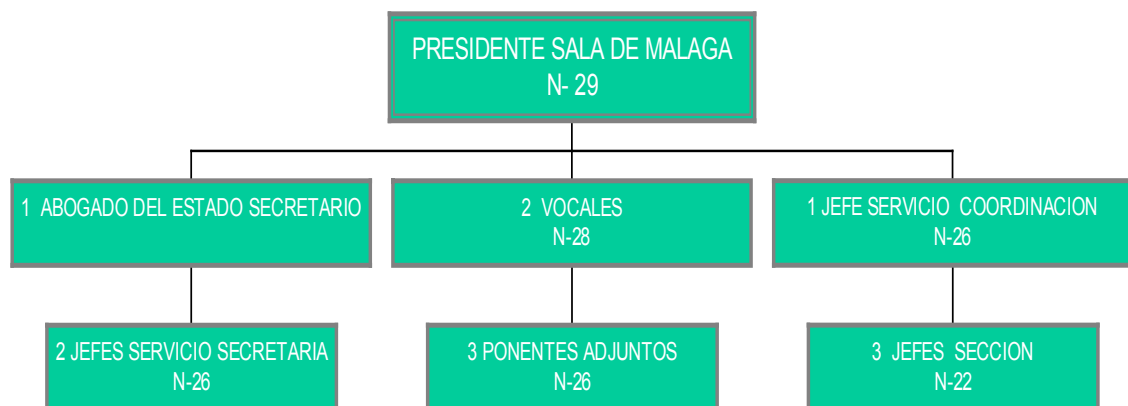 PRESIDENTE SALA DE MALAGA
N- 29
1 ABOGADO DEL ESTADO SECRETARIO
2 VOCALES
N-28
1 JEFE SERVICIO COORDINACION
N-26
2 JEFES SERVICIO SECRETARIA
N-26
3 PONENTES ADJUNTOS
N-26
3 JEFES SECCION
N-22